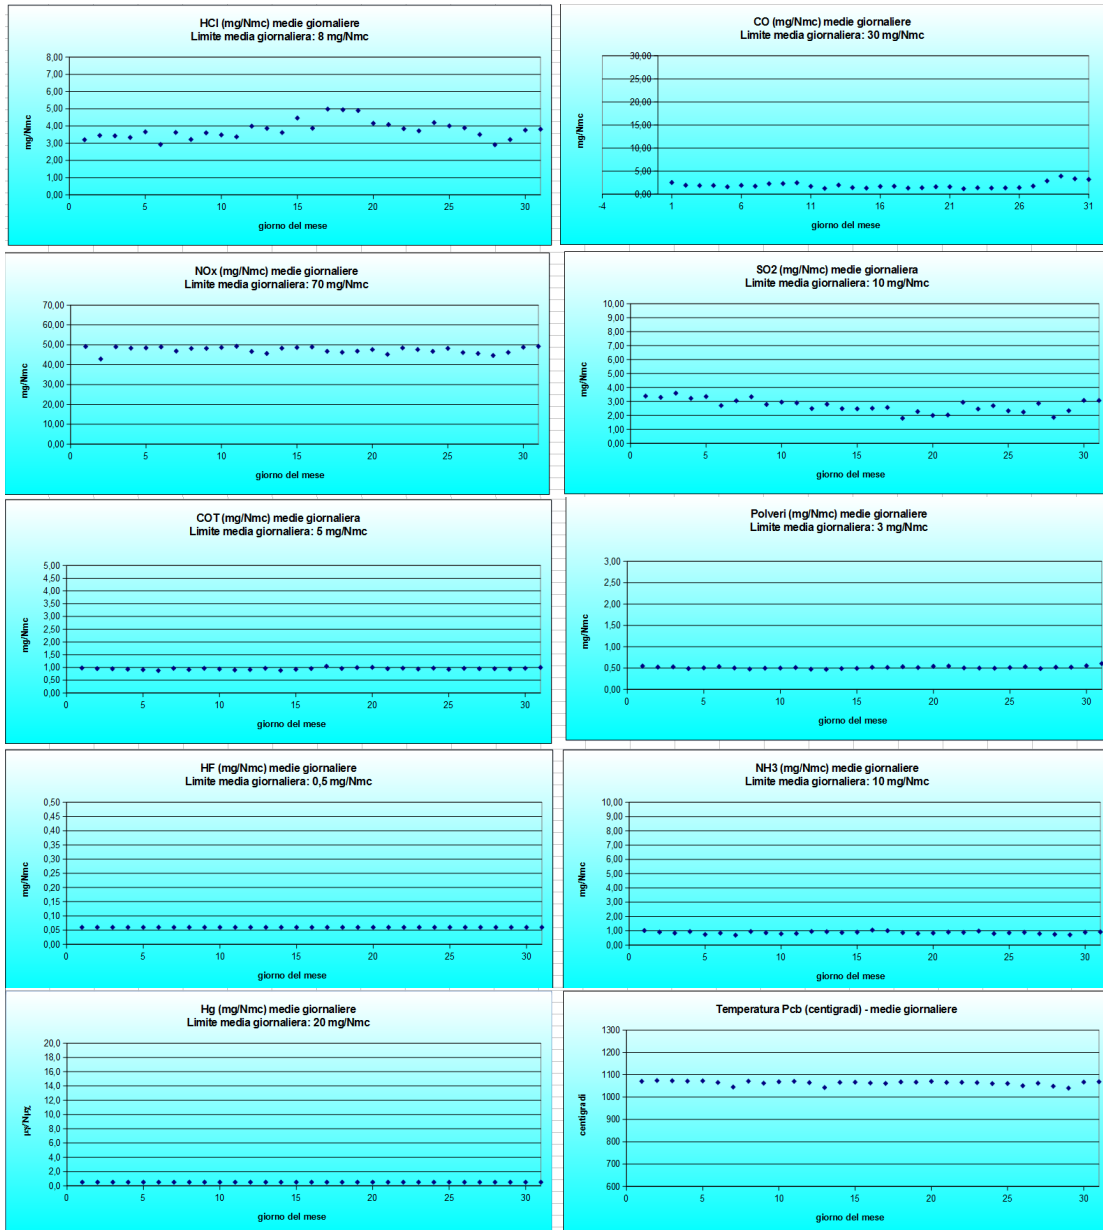 HCl (mg/Nmc) medie giornaliere
Limite media giornaliera: 8 mg/Nmc
8,00
7,00
6,00
5,00
4,00
3,00
2,00
1,00
0,00
mg/Nmc
0 5 10 15 20 25 30
giorno del mese
CO (mg/Nmc) medie giornaliere
Limite media giornaliera: 30 mg/Nmc
30,00
25,00
20,00
15,00
10,00
5,00
0,00
mg/Nmc
-4 1 6 11 16 21 26 31
giorno del mese
NOx (mg/Nmc) medie giornaliere
Limite media giornaliera: 70 mg/Nmc
70,00
60,00
50,00
40,00
30,00
20,00
10,00
0,00
mg/Nmc
0 5 10 15 20 25 30
giorno del mese
SO2 (mg/Nmc) medie giornaliera
Limite media giornaliera: 10 mg/Nmc
10,00
9,00
8,00
7,00
6,00
5,00
4,00
3,00
2,00
1,00
0,00
mg/Nmc
0 5 10 15 20 25 30
giorno del mese
COT (mg/Nmc) medie giornaliera
Limite media giornaliera: 5 mg/Nmc
5,00
4,50
4,00
3,50
3,00
2,50
2,00
1,50
1,00
0,50
0,00
mg/Nmc
0 5 10 15 20 25 30
giorno del mese
Polveri (mg/Nmc) medie giornaliere
Limite media giornaliera: 3 mg/Nmc
3,00
2,50
2,00
1,50
1,00
0,50
0,00
mg/Nmc
0 5 10 15 20 25 30
giorno del mese
HF (mg/Nmc) medie giornaliere
Limite media giornaliera: 0,5 mg/Nmc
0,50
0,45
0,40
0,35
0,30
0,25
0,20
0,15
0,10
0,05
0,00
mg/Nmc
0 5 10 15 20 25 30
giorno del mese
NH3 (mg/Nmc) medie giornaliere
Limite media giornaliera: 10 mg/Nmc
10,00
9,00
8,00
7,00
6,00
5,00
4,00
3,00
2,00
1,00
0,00
mg/Nmc
0 5 10 15 20 25 30
giorno del mese
Hg (mg/Nmc) medie giornaliere
Limite media giornaliera: 20 mg/Nmc
20,0
18,0
16,0
14,0
12,0
10,0
8,0
6,0
4,0
2,0
0,0
μγ/Νμχ
0 5 10 15 20 25 30
giorno del mese
Temperatura Pcb (centigradi) - medie giornaliere
1300
1200
1100
1000
900
800
700
600
centigradi
0 5 10 15 20 25 30
giorno del mese